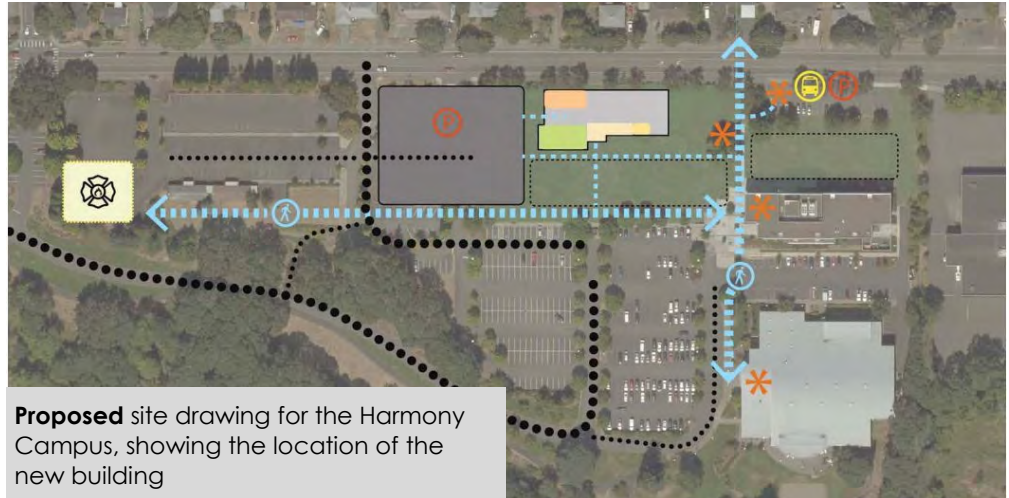 P
P
Proposed site drawing for the Harmony
Campus, showing the location of the
new building